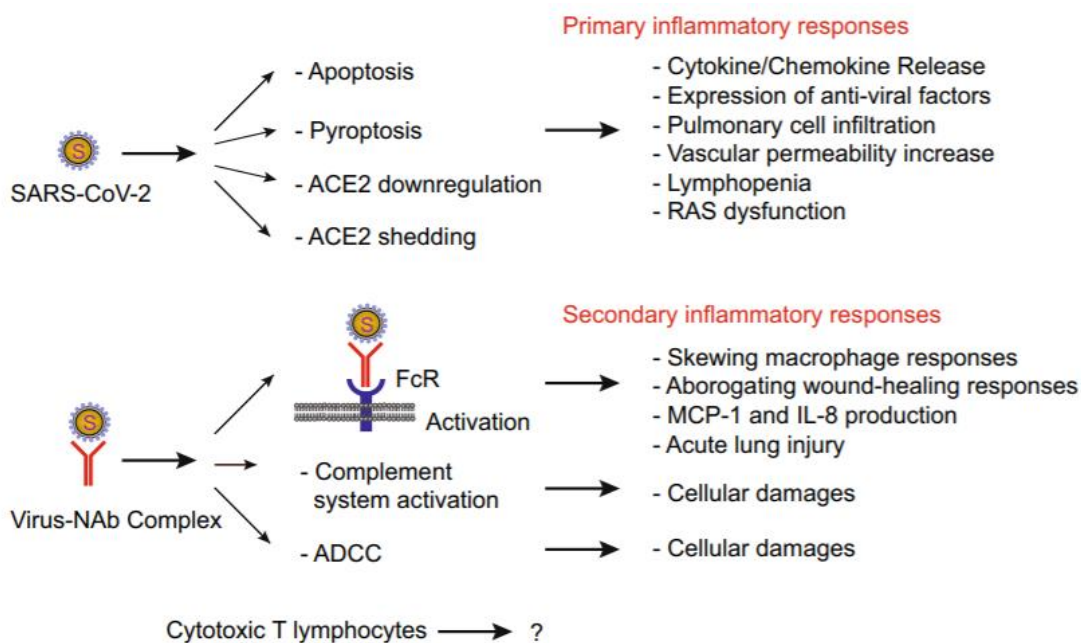 Primary inflammatory responses
- Apoptosis
- Pyroptosis
- ACE2 downregulation
- ACE2 shedding
- Cytokine/Chemokine Release
- Expression of anti-viral factors
- Pulmonary cell infiltration
- Vascular permeability increase
- Lymphopenia
- RAS dysfunction
S
SARS-CoV-2
Secondary inflammatory responses
S
FcR
Activation
- Skewing macrophage responses
- Aborogating wound-healing responses
- MCP-1 and IL-8 production
- Acute lung injury
S
Virus-NAb Complex
- Complement
system activation
- Cellular damages
- ADCC
- Cellular damages
Cytotoxic T lymphocytes ?